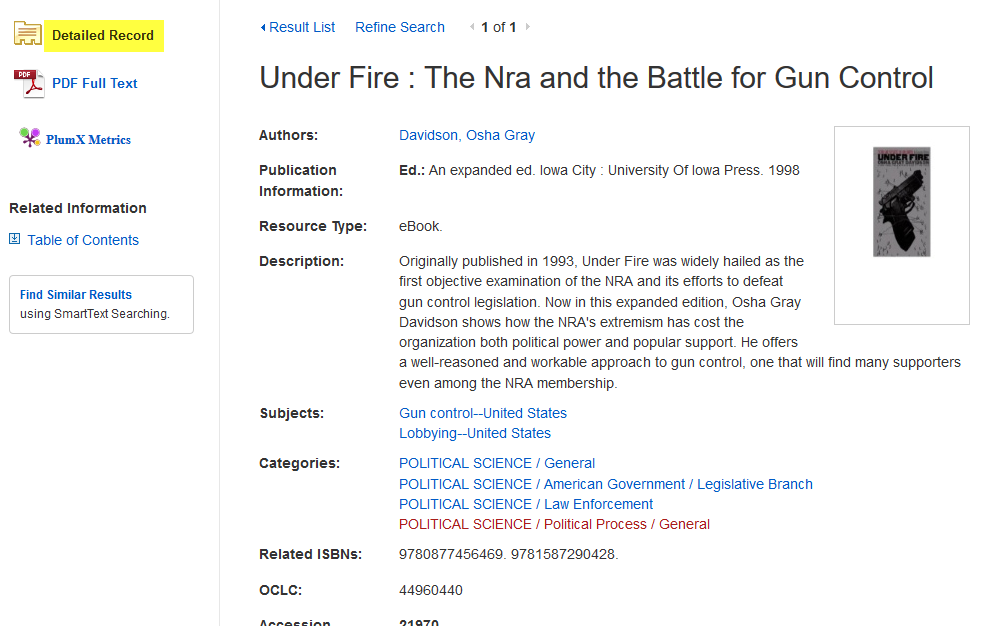 Detailed Record
PDF
PDF Full Text
PlumX Metrics
Related Information
Table of Contents
Find Similar Results
using SmartText Searching.
Result List Refine Search 1 of 1
Under Fire : The Nra and the Battle for Gun Control
Authors: Davidson, Osha Gray
Publication Information: Ed.: An expanded ed. Iowa City : University Of Iowa Press. 1998
Resource Type: eBook.
Description: Originally published in 1993, Under Fire was widely hailed as the
first objective examination of the NRA and its efforts to defeat
gun control legislation. Now in this expanded edition, Osha Gray
Davidson shows how the NRA's extremism has cost the
organization both political power and popular support. He offers
a well-reasoned and workable approach to gun control, one that will find many supporters
even among the NRA membership.
UNDER FIRE
OSHA GRAY DAVIDSON
Subjects: Gun control--United States
Lobbying--United States
Categories: POLITICAL SCIENCE / General
POLITICAL SCIENCE / American Government / Legislative Branch
POLITICAL SCIENCE / Law Enforcement
POLITICAL SCIENCE / Political Process / General
Related ISBNs: 9780877456469. 9781587290428.
OCLC: 44960440
Accession 21970